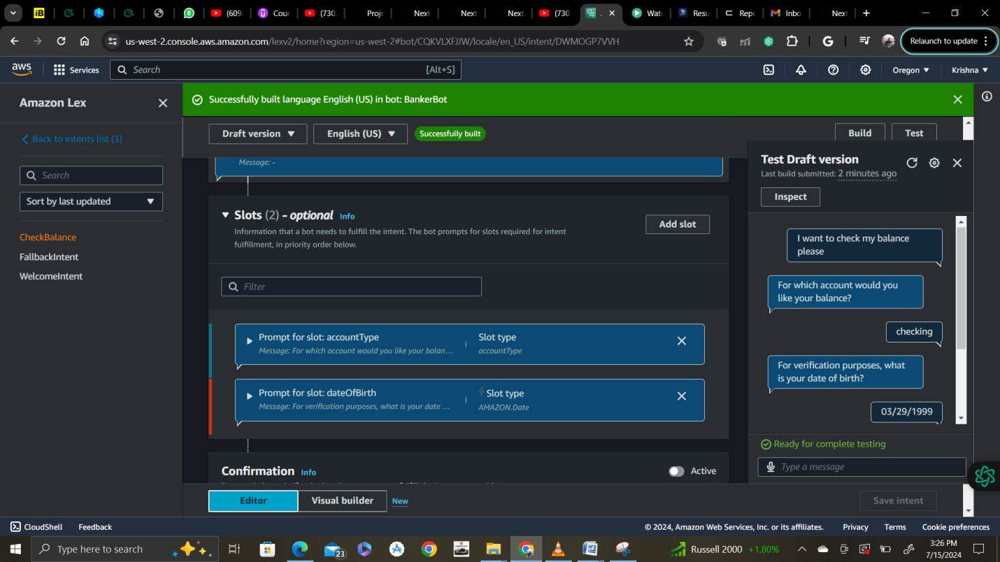 iB
(609
Cour
(730.
Proje
Next
Next
Next
(730.
.
Wat
Resu
Repo
Inbo
Next
us-west-2.console.aws.amazon.com/lexv2/home?region=us-west-2#bot/CQKVLXFJJW/locale/en_US/intent/DWMOGP7VVH
Relaunch to update
aws
Services
Search
[Alt+S]
Oregon
Krishna
Amazon Lex
Successfully built language English (US) in bot: BankerBot
Back to intents list (3)
Search
Sort by last updated
CheckBalance
FallbackIntent
WelcomeIntent
Draft version
English (US)
Successfully built
Build
Test
Message: -
Slots (2) - optional Info
Information that a bot needs to fulfill the intent. The bot prompts for slots required for intent
fulfillment, in priority order below.
Add slot
Filter
Prompt for slot: accountType
Message: For which account would you like your balan...
Slot type
accountType
Prompt for slot: dateOfBirth
Message: For verification purposes, what is your date ...
Slot type
AMAZON.Date
Confirmation Info
Active
Editor
Visual builder
New
Save intent
Test Draft version
Last build submitted: 2 minutes ago
Inspect
I want to check my balance
please
For which account would you
like your balance?
checking
For verification purposes, what
is your date of birth?
03/29/1999
Ready for complete testing
Type a message
CloudShell
Feedback
© 2024, Amazon Web Services, Inc. or its affiliates.
Privacy
Terms
Cookie preferences
Type here to search
23
Russell 2000 +1.80%
3:26 PM
7/15/2024